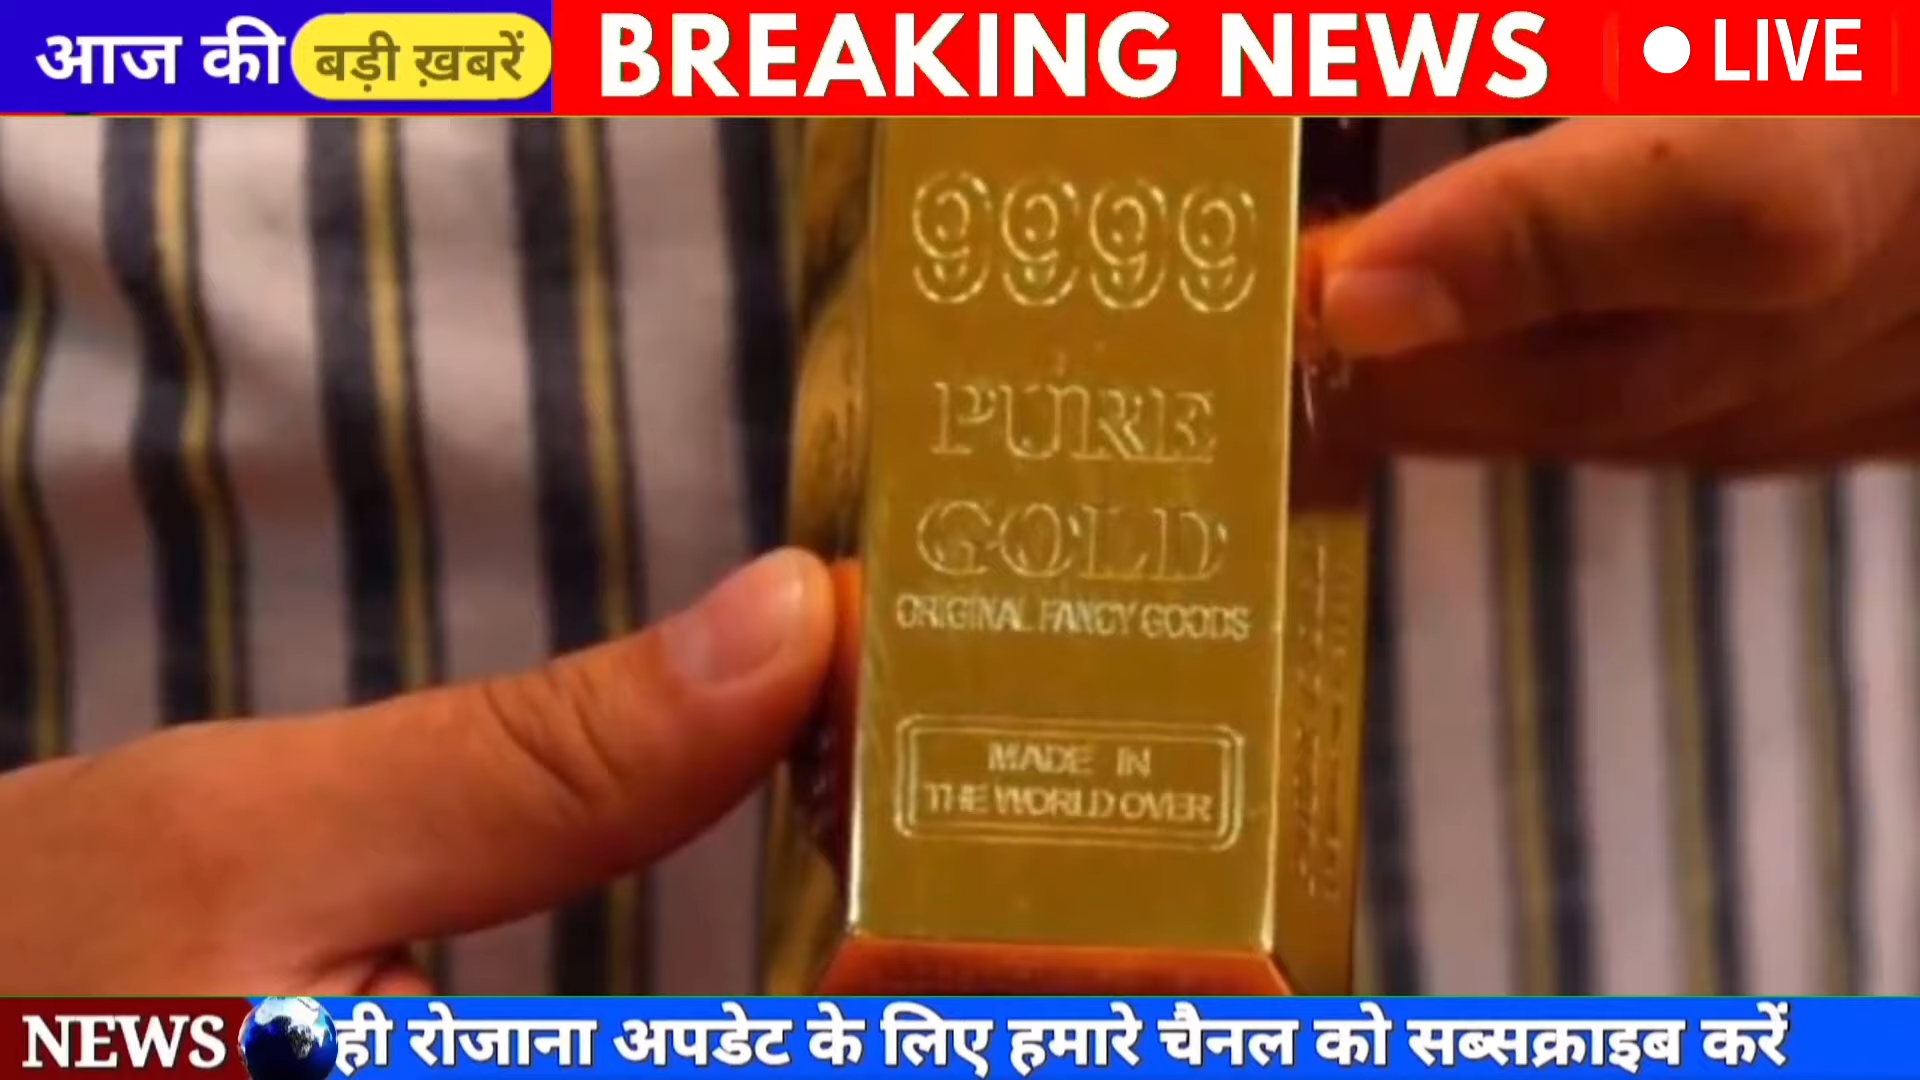 आज की बड़ी ख़बरें
BREAKING NEWS
LIVE
9999
PURE
GOLD
ORIGINAL FANCY GOODS
MADE IN
THE WORLD OVER
NEWS
ही रोजाना अपडेट के लिए हमारे चैनल को सब्सक्राइब करें